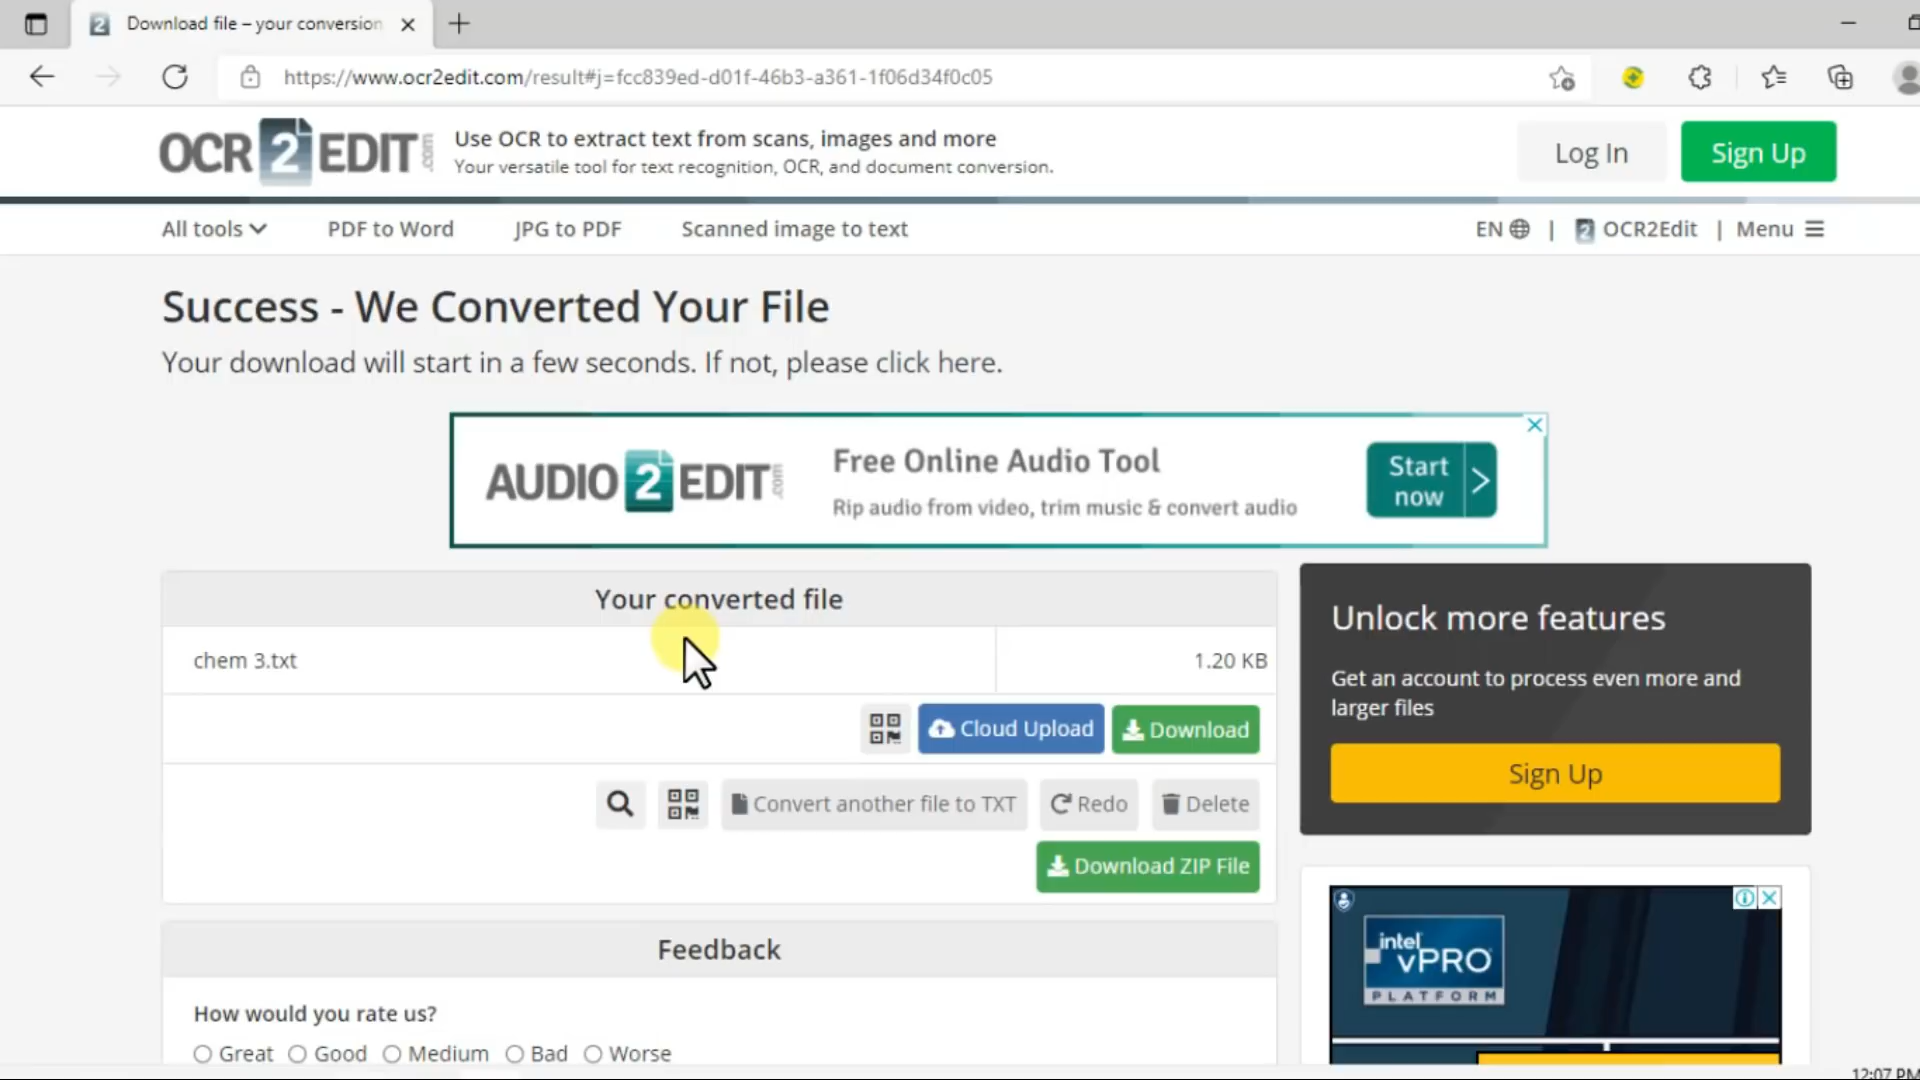 Download file – your conversion
https://www.ocr2edit.com/result#j=fcc839ed-d01f-46b3-a361-1f06d34f0c05
OCR 2 EDIT .com
Use OCR to extract text from scans, images and more
Your versatile tool for text recognition, OCR, and document conversion.
Log In
Sign Up
All tools
PDF to Word
JPG to PDF
Scanned image to text
EN | OCR2Edit | Menu
Success - We Converted Your File
Your download will start in a few seconds. If not, please click here.
AUDIO 2 EDIT .com
Free Online Audio Tool
Rip audio from video, trim music & convert audio
Start
now
Your converted file
chem 3.txt
1.20 KB
Cloud Upload
Download
Convert another file to TXT
Redo
Delete
Download ZIP File
Unlock more features
Get an account to process even more and
larger files
Sign Up
Feedback
How would you rate us?
Great Good Medium Bad Worse
intel
vPRO
PLATFORM
12:07 PM